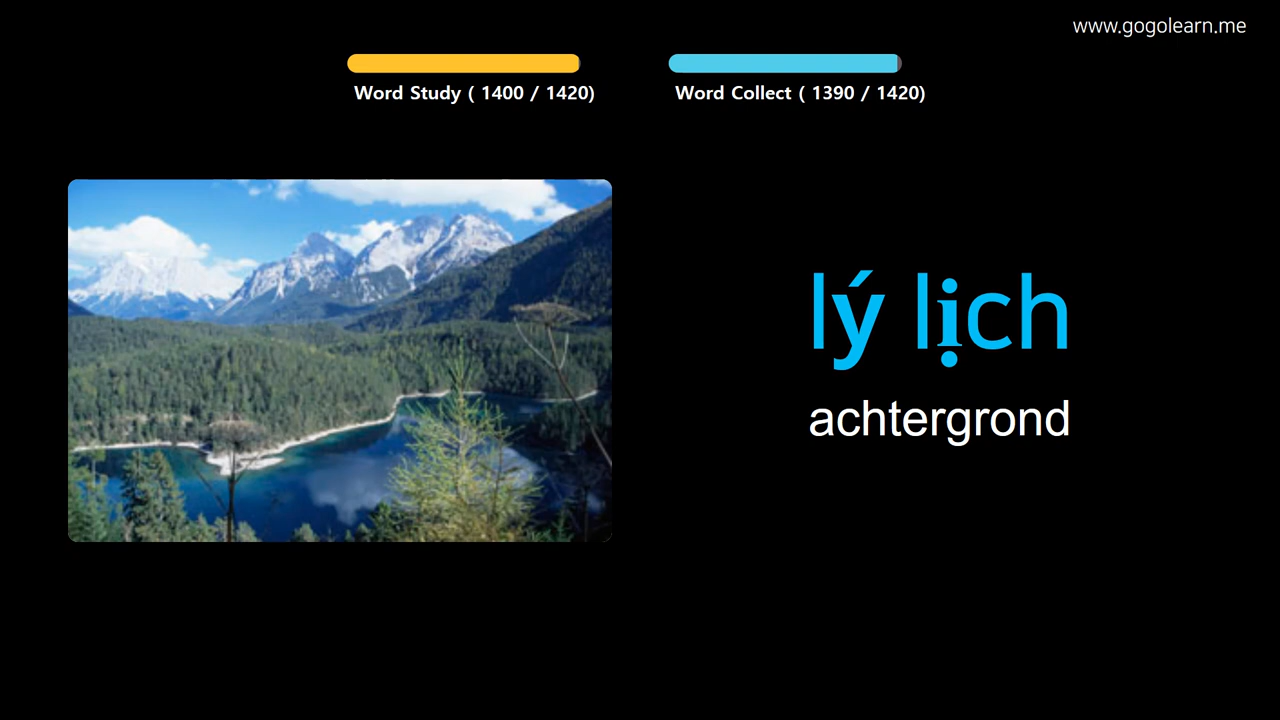 www.gogolearn.me
Word Study ( 1400 / 1420)
Word Collect ( 1390 / 1420)
lý lịch
achtergrond